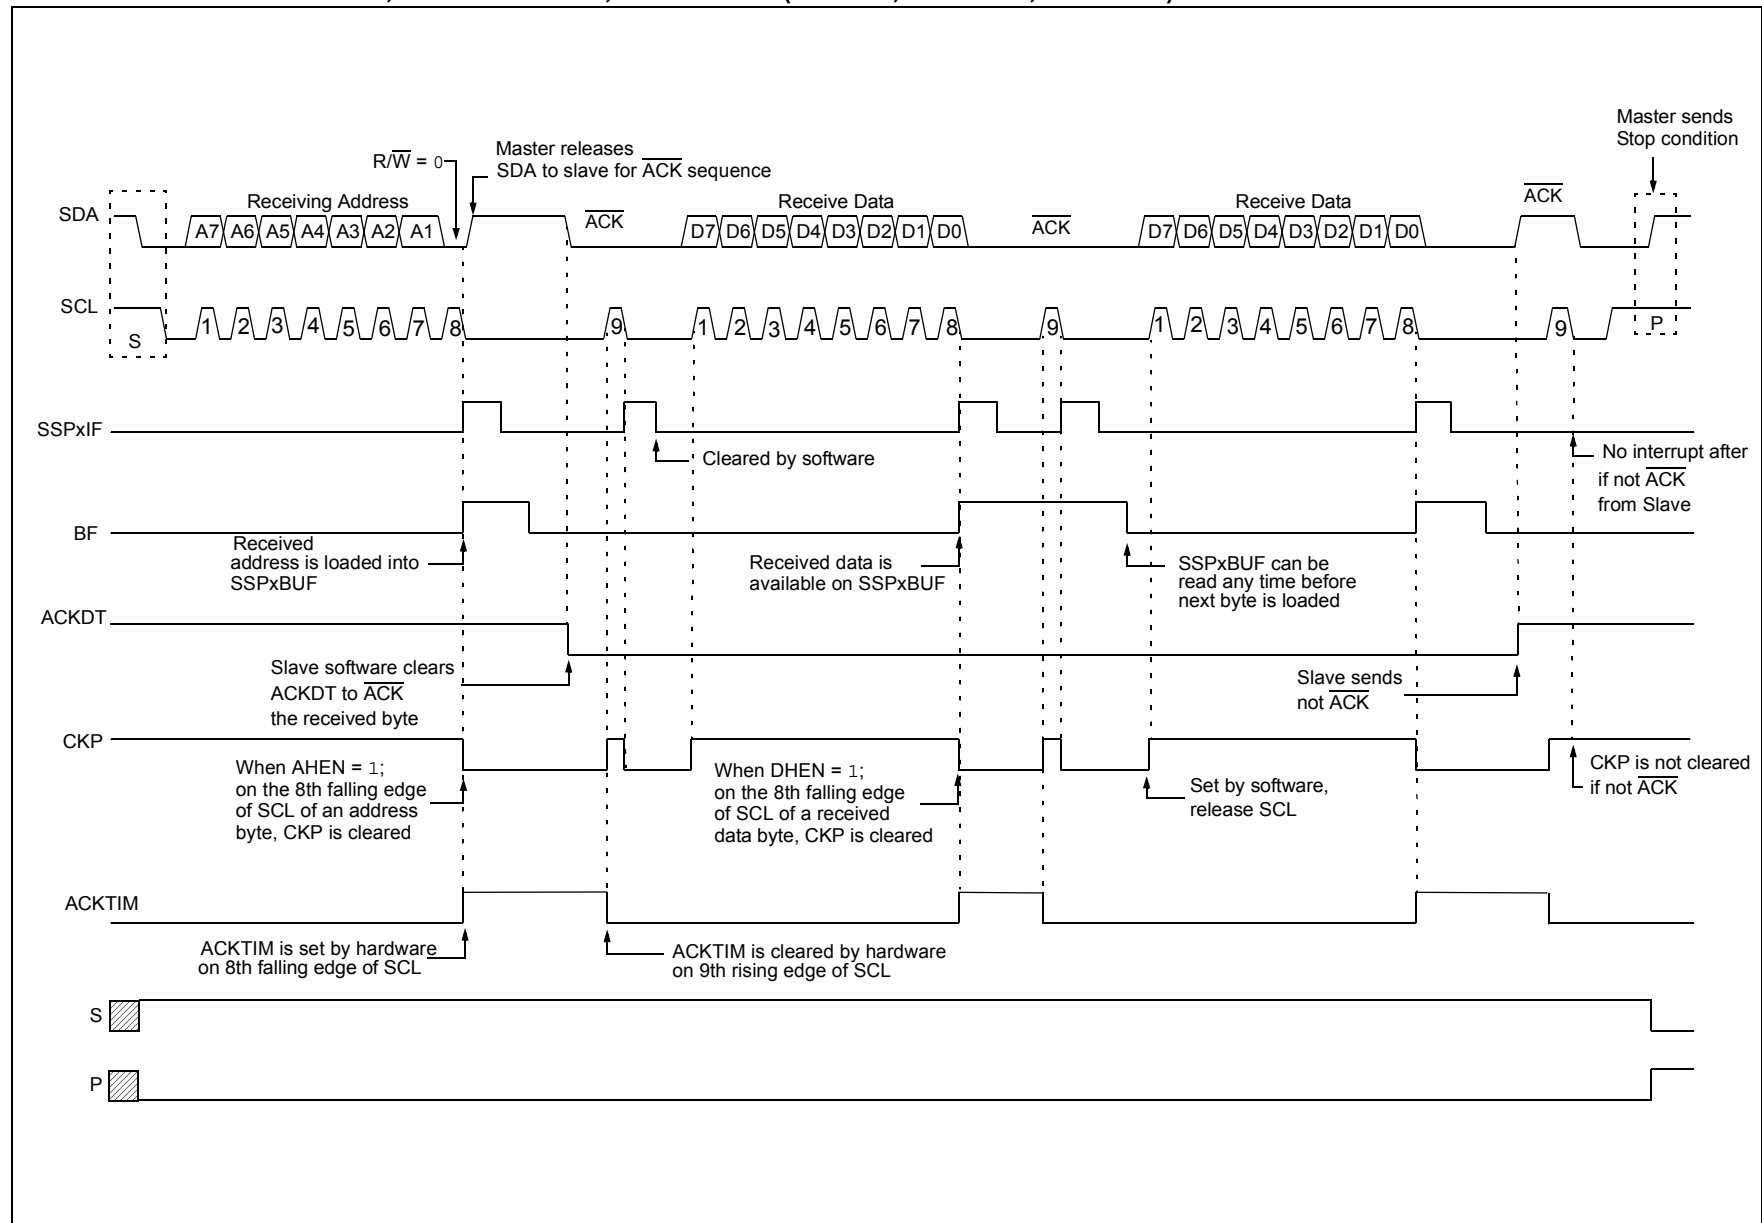 Master sends
Stop condition
R/W = 0
Master releases
SDA to slave for ACK sequence
SDA
Receiving Address
A7 A6 A5 A4 A3 A2 A1
ACK
Receive Data
D7 D6 D5 D4 D3 D2 D1 D0
ACK
Receive Data
D7 D6 D5 D4 D3 D2 D1 D0
ACK
SCL
S
1 2 3 4 5 6 7 8 9
1 2 3 4 5 6 7 8 9
1 2 3 4 5 6 7 8 9
P
SSPxIF
Cleared by software
No interrupt after
if not ACK
from Slave
BF
Received
address is loaded into
SSPxBUF
Received data is
available on SSPxBUF
SSPxBUF can be
read any time before
next byte is loaded
ACKDT
Slave software clears
ACKDT to ACK
the received byte
Slave sends
not ACK
CKP
When AHEN = 1;
on the 8th falling edge
of SCL of an address
byte, CKP is cleared
When DHEN = 1;
on the 8th falling edge
of SCL of a received
data byte, CKP is cleared
Set by software,
release SCL
CKP is not cleared
if not ACK
ACKTIM
ACKTIM is set by hardware
on 8th falling edge of SCL
ACKTIM is cleared by hardware
on 9th rising edge of SCL
S
P